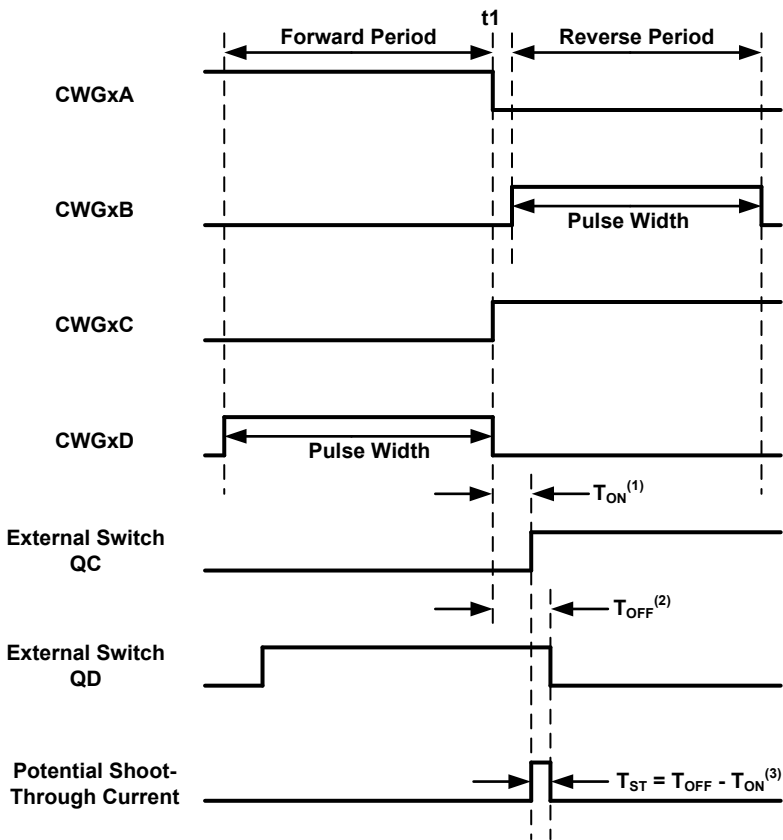 t1
Forward Period
Reverse Period
CWGxA
CWGxB
Pulse Width
CWGxC
CWGxD
Pulse Width
TON(1)
External Switch
QC
TOFF(2)
External Switch
QD
Potential Shoot-
Through Current
TST = TOFF - TON(3)